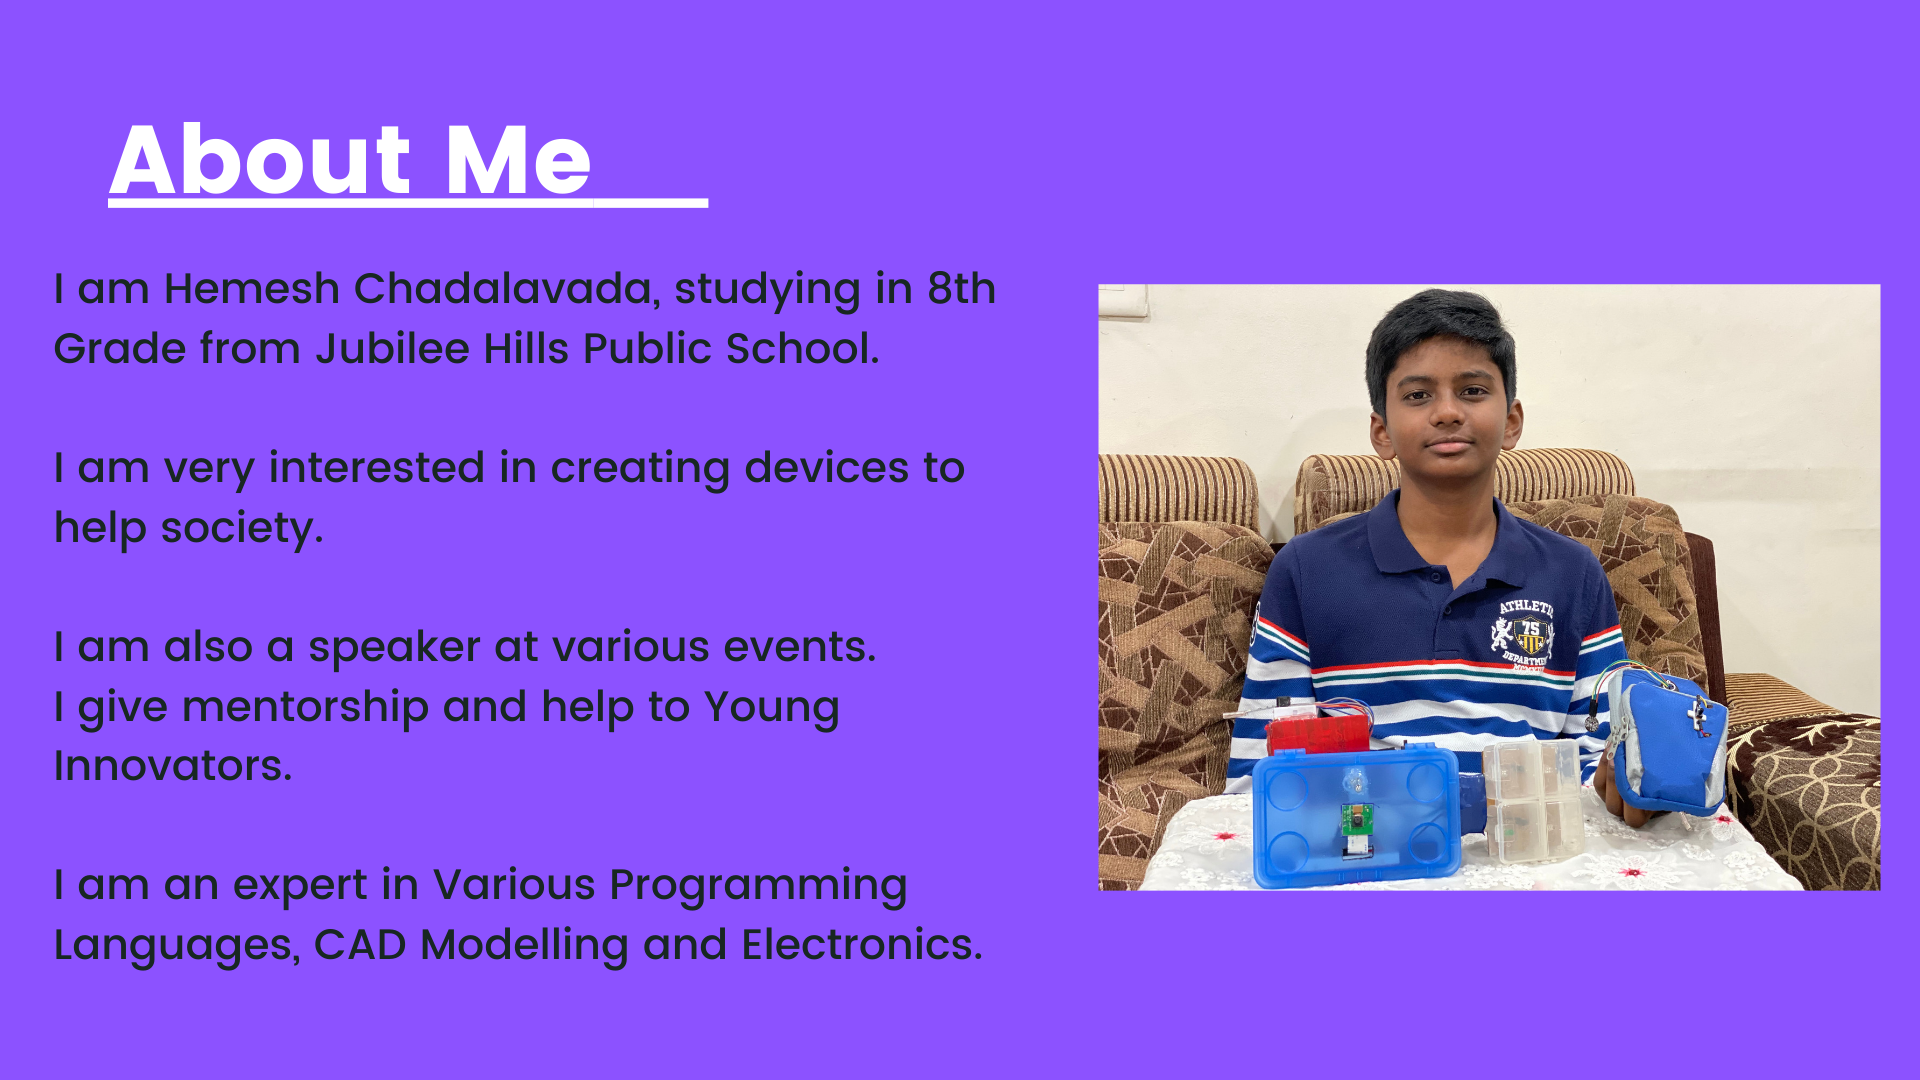 About Me
I am Hemesh Chadalavada, studying in 8th
Grade from Jubilee Hills Public School.
I am very interested in creating devices to
help society.
I am also a speaker at various events.
I give mentorship and help to Young
Innovators.
I am an expert in Various Programming
Languages, CAD Modelling and Electronics.
75